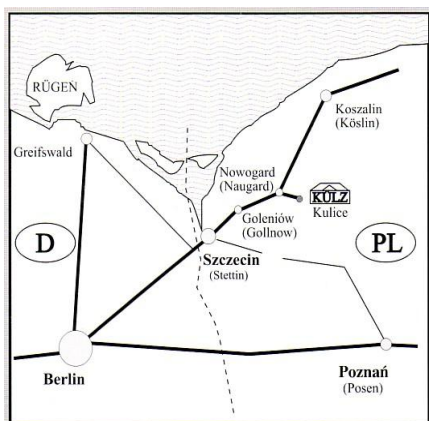 RÜGEN
Greifswald
Koszalin
(Köslin)
Nowogard
(Naugard)
KÜLZ
Kulice
Goleniów
(Gollnow)
D
PL
Szczecin
(Stettin)
Berlin
Poznań
(Posen)